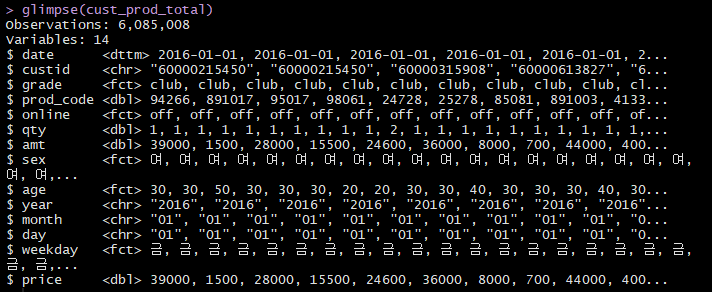 > glimpse(cust_prod_total)
Observations: 6,085,008
Variables: 14
$ date <dttm> 2016-01-01, 2016-01-01, 2016-01-01, 2016-01-01, 2016-01-01, 2...
$ custid <chr> "60000215450", "60000215450", "60000315908", "60000613827", "6...
$ grade <fct> club, club, club, club, club, club, club, club, club, club, cl...
$ prod_code <dbl> 94266, 891017, 95017, 98061, 24728, 25278, 85081, 891003, 4133...
$ online <fct> off, off, off, off, off, off, off, off, off, off, off, off, of...
$ qty <dbl> 1, 1, 1, 1, 1, 1, 1, 1, 1, 1, 2, 1, 1, 1, 1, 1, 1, 1, 1, 1, 1,...
$ amt <dbl> 39000, 1500, 28000, 15500, 24600, 36000, 8000, 700, 44000, 400...
$ sex <fct> 여, 여, 여, 여, 여, 여, 여, 여, 여, 여, 여, 여, 여, 여, 여, 여, 여,
여, 여,...
$ age <fct> 30, 30, 50, 30, 30, 30, 20, 20, 30, 30, 40, 30, 30, 30, 40, 30...
$ year <chr> "2016", "2016", "2016", "2016", "2016", "2016", "2016", "2016"...
$ month <chr> "01", "01", "01", "01", "01", "01", "01", "01", "01", "01", "0...
$ day <chr> "01", "01", "01", "01", "01", "01", "01", "01", "01", "01", "0...
$ weekday <fct> 금, 금, 금, 금, 금, 금, 금, 금, 금, 금, 금, 금, 금, 금, 금, 금, 금,
금, 금,...
$ price <dbl> 39000, 1500, 28000, 15500, 24600, 36000, 8000, 700, 44000, 400...